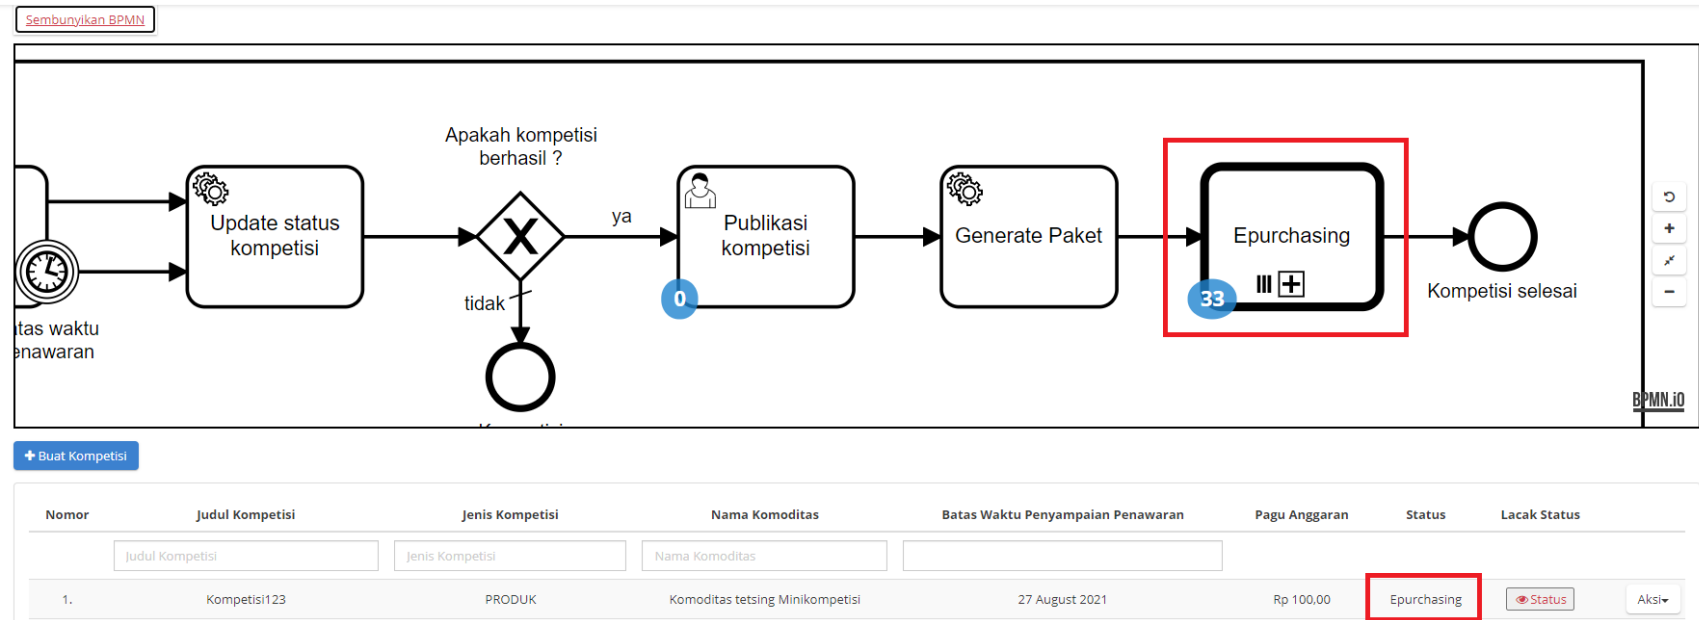 Sembunyikan BPMN
Apakah kompetisi
berhasil ?
Update status
kompetisi
ya
tidak
Publikasi
kompetisi
0
Generate Paket
Epurchasing
33
Kompetisi selesai
tas waktu
enawaran
BPMN.iO
+ Buat Kompetisi
Nomor Judul Kompetisi Jenis Kompetisi Nama Komoditas Batas Waktu Penyampaian Penawaran Pagu Anggaran Status Lacak Status
Judul Kompetisi Jenis Kompetisi Nama Komoditas
1. Kompetisi123 PRODUK Komoditas tetsing Minikompetisi 27 August 2021 Rp 100,00 Epurchasing Status Aksi